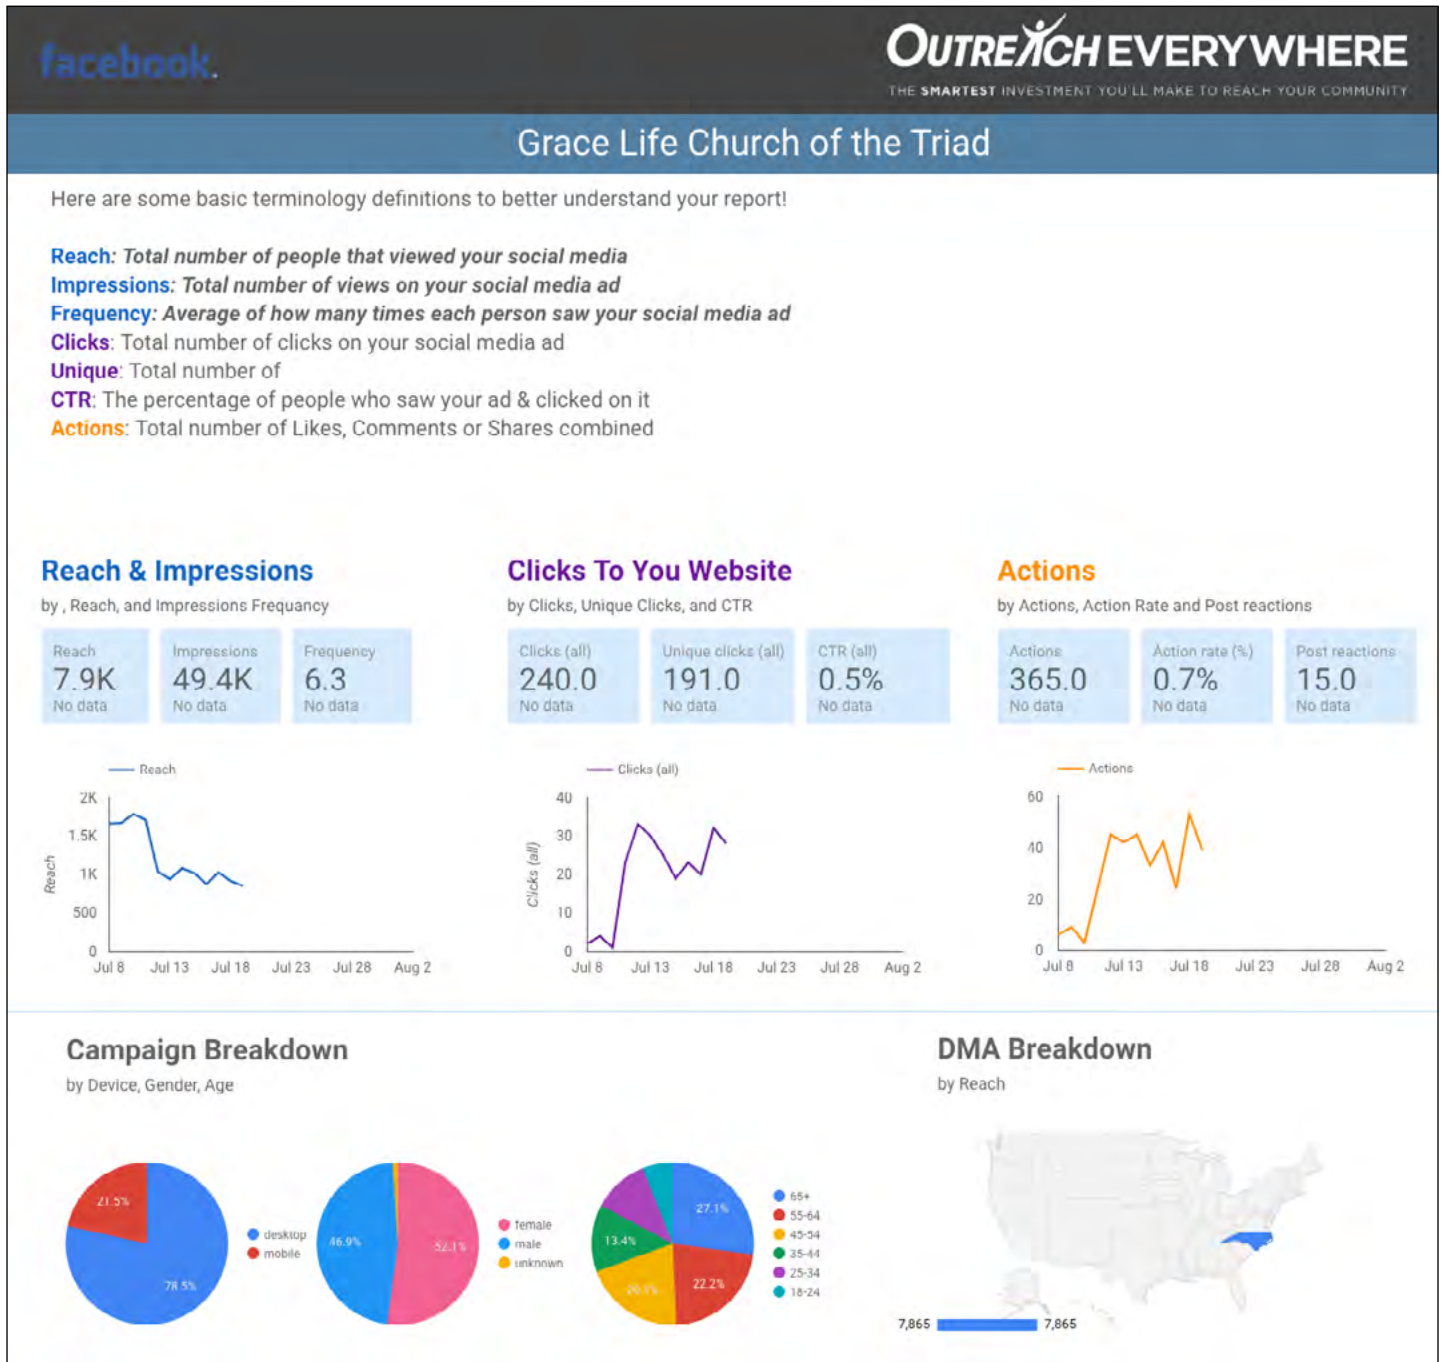 facebook.
OUTREACH EVERYWHERE
THE SMARTEST INVESTMENT YOU'LL MAKE TO REACH YOUR COMMUNITY
Grace Life Church of the Triad
Here are some basic terminology definitions to better understand your report!
Reach: Total number of people that viewed your social media
Impressions: Total number of views on your social media ad
Frequency: Average of how many times each person saw your social media ad
Clicks: Total number of clicks on your social media ad
Unique: Total number of
CTR: The percentage of people who saw your ad & clicked on it
Actions: Total number of Likes, Comments or Shares combined
Reach & Impressions
by , Reach, and Impressions Frequancy
Reach
7.9K
No data
Impressions
49.4K
No data
Frequency
6.3
No data
Reach
2K
1.5K
1K
500
0
Reach
Jul 8 Jul 13 Jul 18 Jul 23 Jul 28 Aug 2
Clicks To You Website
by Clicks, Unique Clicks, and CTR
Clicks (all)
240.0
No data
Unique clicks (all)
191.0
No data
CTR (all)
0.5%
No data
Clicks (all)
40
30
20
10
0
Clicks (all)
Jul 8 Jul 13 Jul 18 Jul 23 Jul 28 Aug 2
Actions
by Actions, Action Rate and Post reactions
Actions
365.0
No data
Action rate (%)
0.7%
No data
Post reactions
15.0
No data
Actions
60
40
20
0
Jul 8 Jul 13 Jul 18 Jul 23 Jul 28 Aug 2
Campaign Breakdown
by Device, Gender, Age
21.5%
78.5%
desktop
mobile
46.9%
52.1%
female
male
unknown
27.1%
22.2%
13.4%
65+
55-64
45-54
35-44
25-34
18-24
DMA Breakdown
by Reach
7,865 7,865